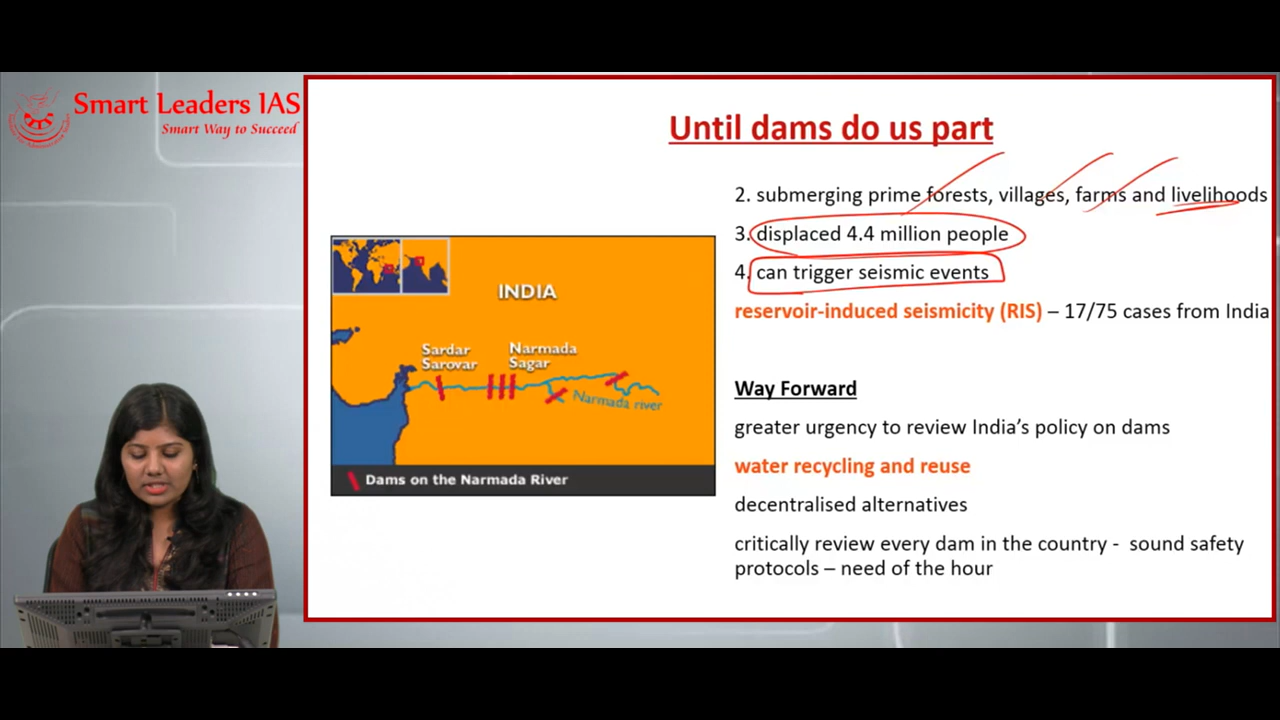 Smart Leaders IAS
Smart Way to Succeed
Until dams do us part
2. submerging prime forests, villages, farms and livelihoods
3. displaced 4.4 million people
4. can trigger seismic events
reservoir-induced seismicity (RIS) – 17/75 cases from India
INDIA
Sardar
Sarovar
Narmada
Sagar
Narmada river
Dams on the Narmada River
Way Forward
greater urgency to review India’s policy on dams
water recycling and reuse
decentralised alternatives
critically review every dam in the country - sound safety
protocols – need of the hour